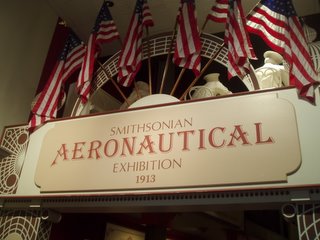 SMITHSONIAN
AERONAUTICAL
EXHIBITION
1913